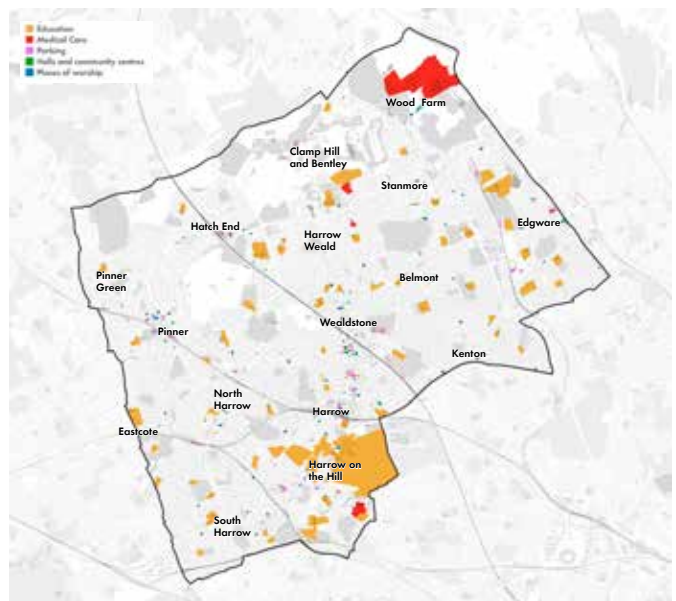 Education
Medical Care
Parking
Halls and community centres
Places of worship
Wood Farm
Clamp Hill
and Bentley
Stanmore
Hatch End
Harrow
Weald
Edgware
Pinner
Green
Belmont
Pinner
Wealdstone
Kenton
North
Harrow
Harrow
Eastcote
Harrow on
the Hill
South
Harrow